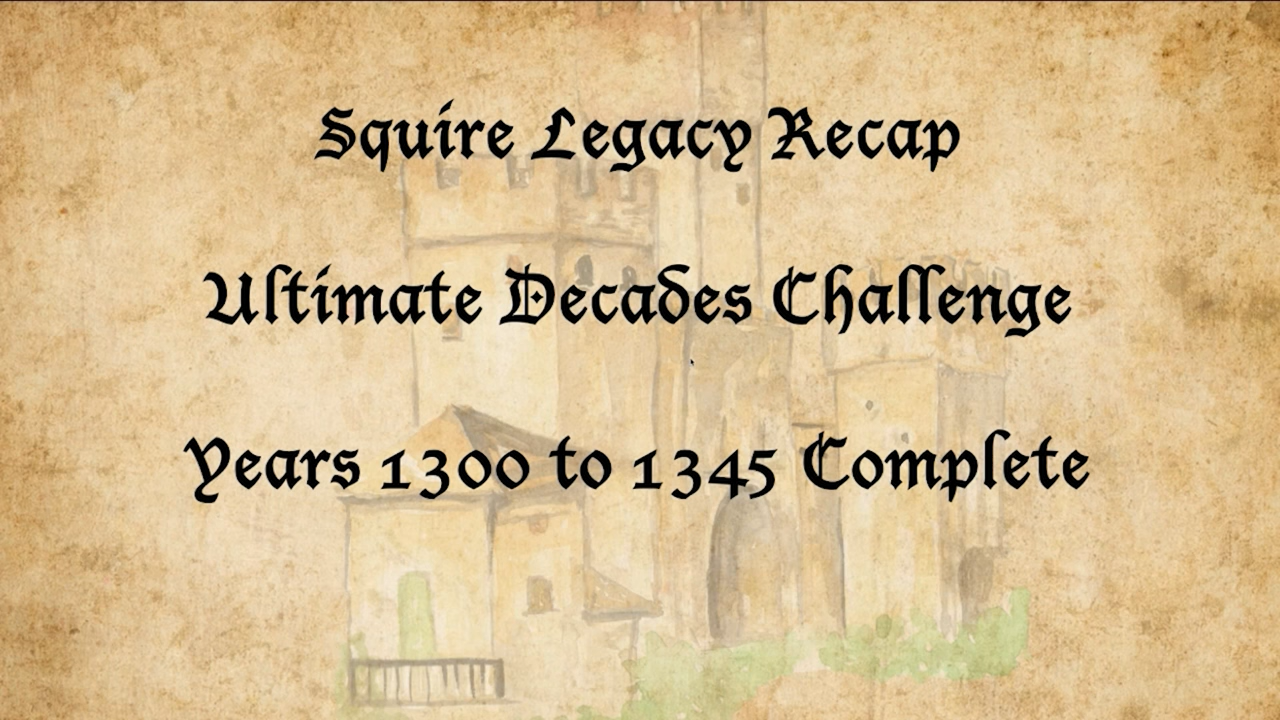 Squire Legacy Recap
Ultimate Decades Challenge
Years 1300 to 1345 Complete